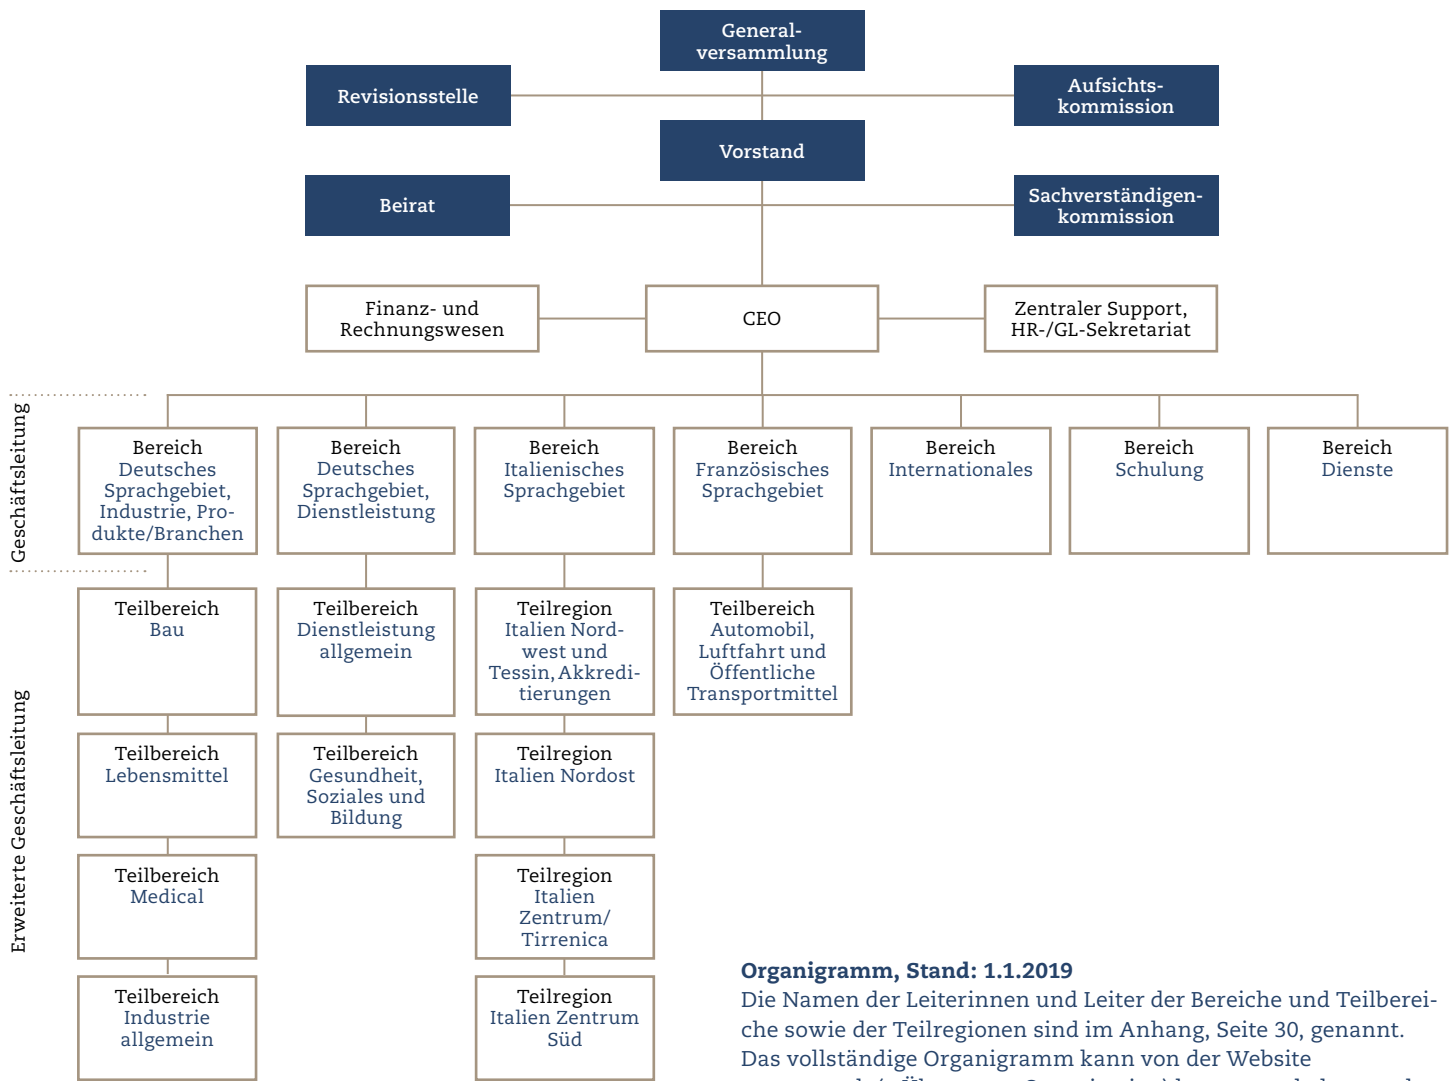 General-
versammlung
Revisionsstelle
Aufsichts-
kommission
Vorstand
Beirat
Sachverständigen-
kommission
Finanz- und
Rechnungswesen
CEO
Zentraler Support,
HR-/GL-Sekretariat
Geschäftsleitung
Bereich
Deutsches
Sprachgebiet,
Industrie, Pro-
dukte/Branchen
Bereich
Deutsches
Sprachgebiet,
Dienstleistung
Bereich
Italienisches
Sprachgebiet
Bereich
Französisches
Sprachgebiet
Bereich
Internationales
Bereich
Schulung
Bereich
Dienste
Erweiterte Geschäftsleitung
Teilbereich
Bau
Teilbereich
Dienstleistung
allgemein
Teilregion
Italien Nord-
west und
Tessin, Akkredi-
tierungen
Teilbereich
Automobil,
Luftfahrt und
Öffentliche
Transportmittel
Teilbereich
Lebensmittel
Teilbereich
Gesundheit,
Soziales und
Bildung
Teilregion
Italien Nordost
Teilbereich
Medical
Teilregion
Italien
Zentrum/
Tirrenica
Teilbereich
Industrie
allgemein
Teilregion
Italien Zentrum
Süd
Organigramm, Stand: 1.1.2019
Die Namen der Leiterinnen und Leiter der Bereiche und Teilberei-
che sowie der Teilregionen sind im Anhang, Seite 30, genannt.
Das vollständige Organigramm kann von der Website